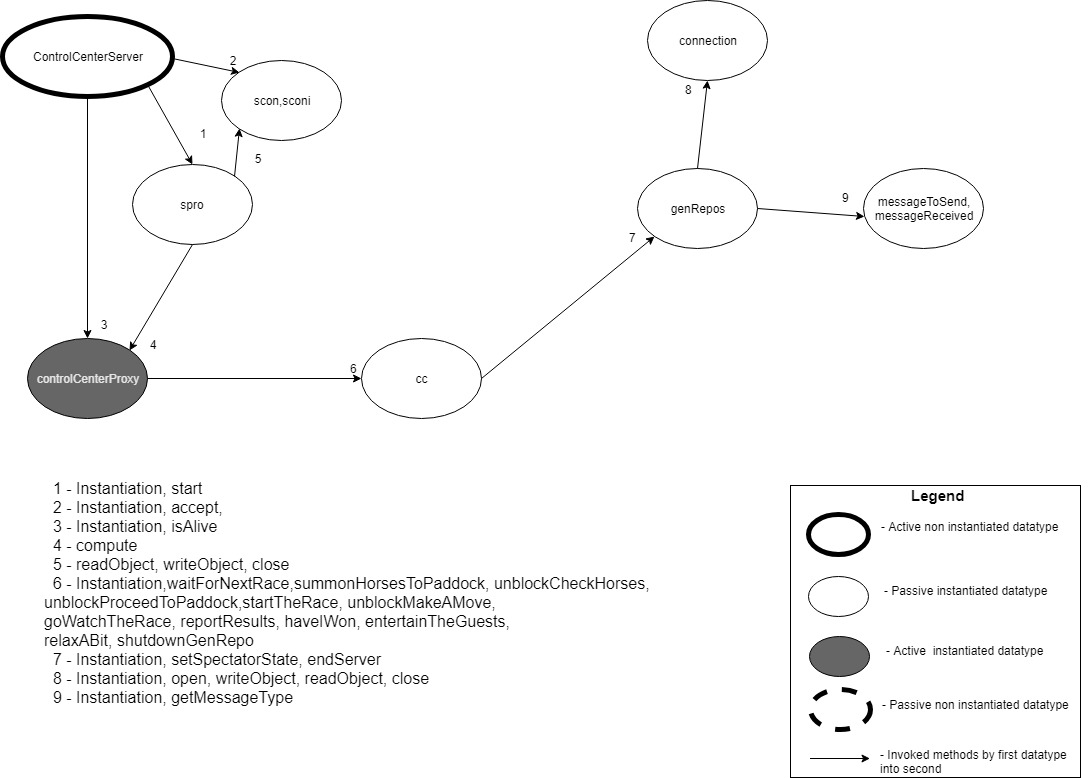 connection
ControlCenterServer
2
8
scon,sconi
1
5
9
messageToSend,
messageReceived
spro
genRepos
7
3
4
6
controlCenterProxy
cc
1 - Instantiation, start
2 - Instantiation, accept,
3 - Instantiation, isAlive
4 - compute
5 - readObject, writeObject, close
6 - Instantiation,waitForNextRace,summonHorsesToPaddock, unblockCheckHorses,
unblockProceedToPaddock,startTheRace, unblockMakeAMove,
goWatchTheRace, reportResults, haveIWon, entertainTheGuests,
relaxABit, shutdownGenRepo
7 - Instantiation, setSpectatorState, endServer
8 - Instantiation, open, writeObject, readObject, close
9 - Instantiation, getMessageType
Legend
- Active non instantiated datatype
- Passive instantiated datatype
- Active  instantiated datatype
- Passive non instantiated datatype
- Invoked methods by first datatype
into second